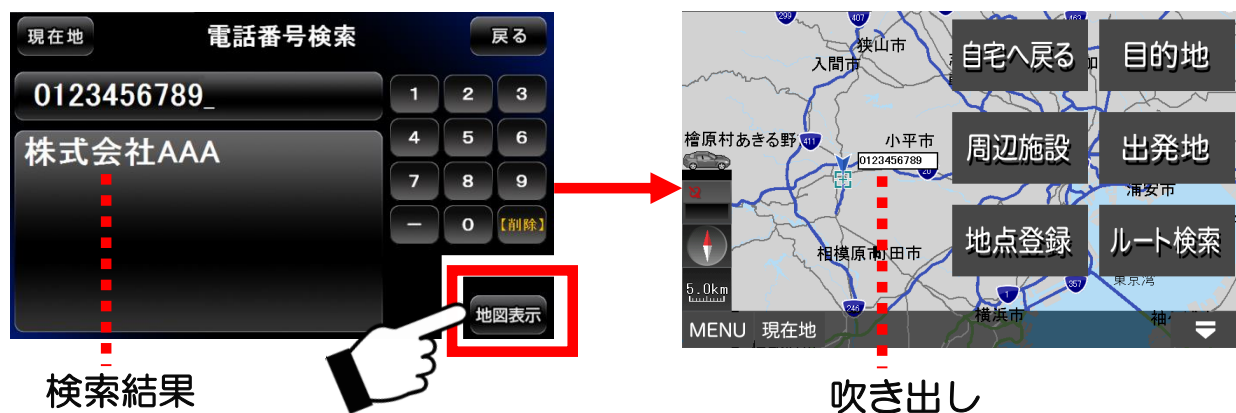 現在地
電話番号検索
戻る
0123456789_
1 2 3
株式会社AAA
4 5 6
7 8 9
— 0 【削除】
地図表示
検索結果
299
407
463
狭山市
入間市
自宅へ戻る
目的地
檜原村あきる野
411
小平市
周辺施設
出発地
0123456789
20
浦安市
相模原市
町田市
地点登録
ルート検索
5.0km
東京湾
357
1
246
横浜市
MENU 現在地
吹き出し